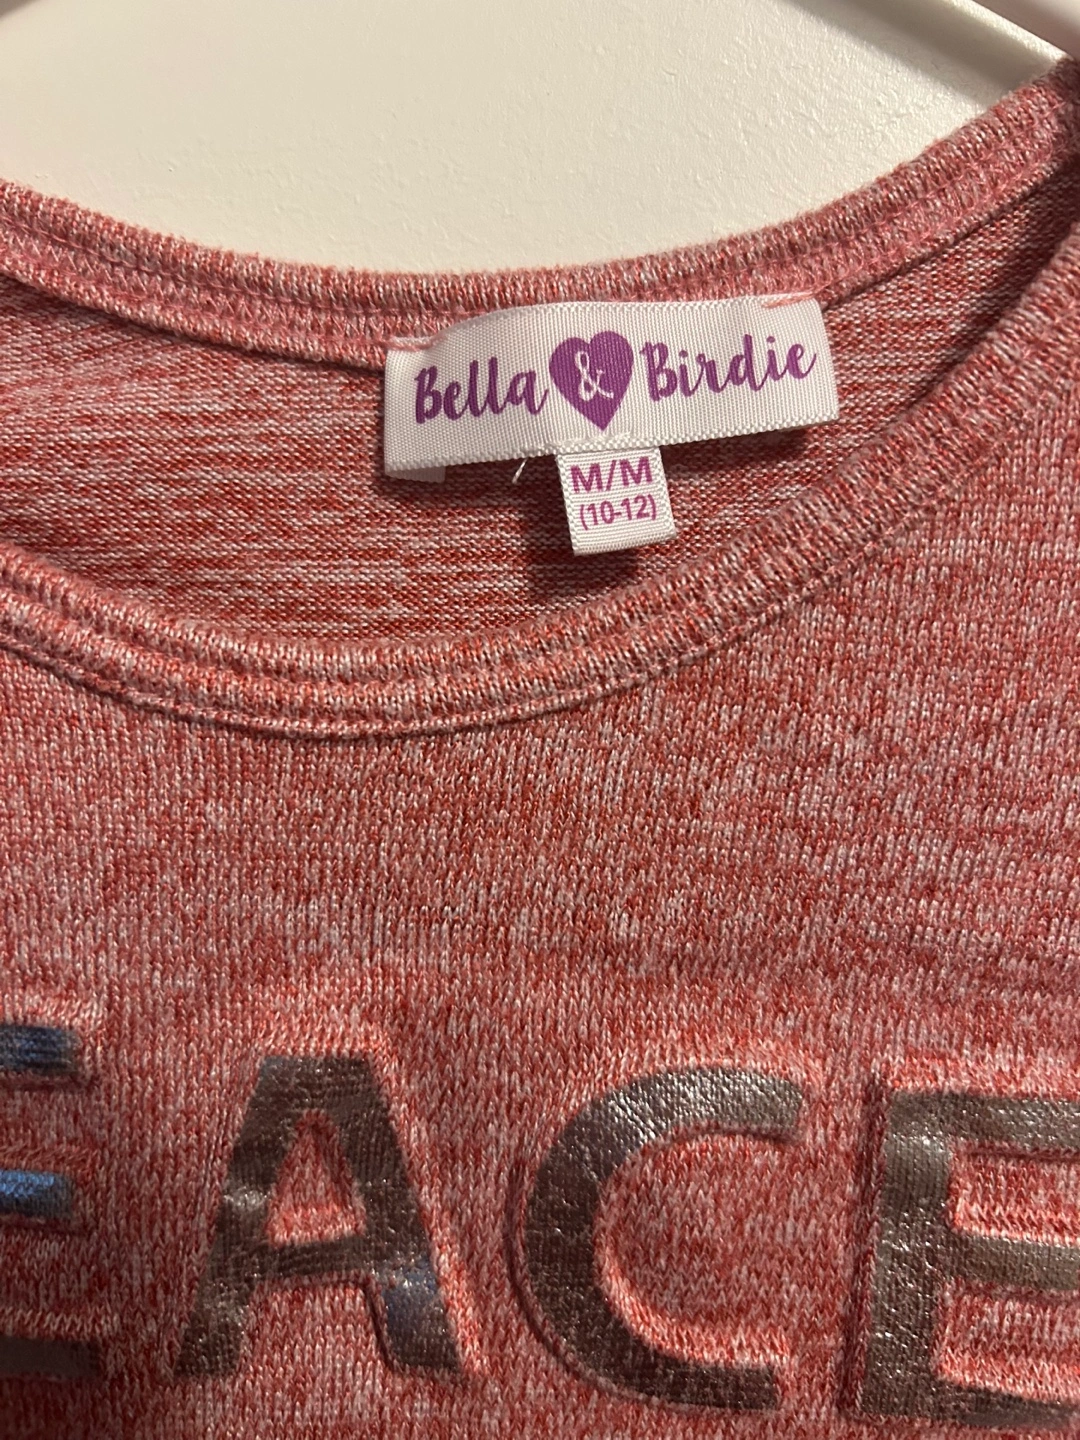 Bella & Birdie
M/M
(10-12)
EACE